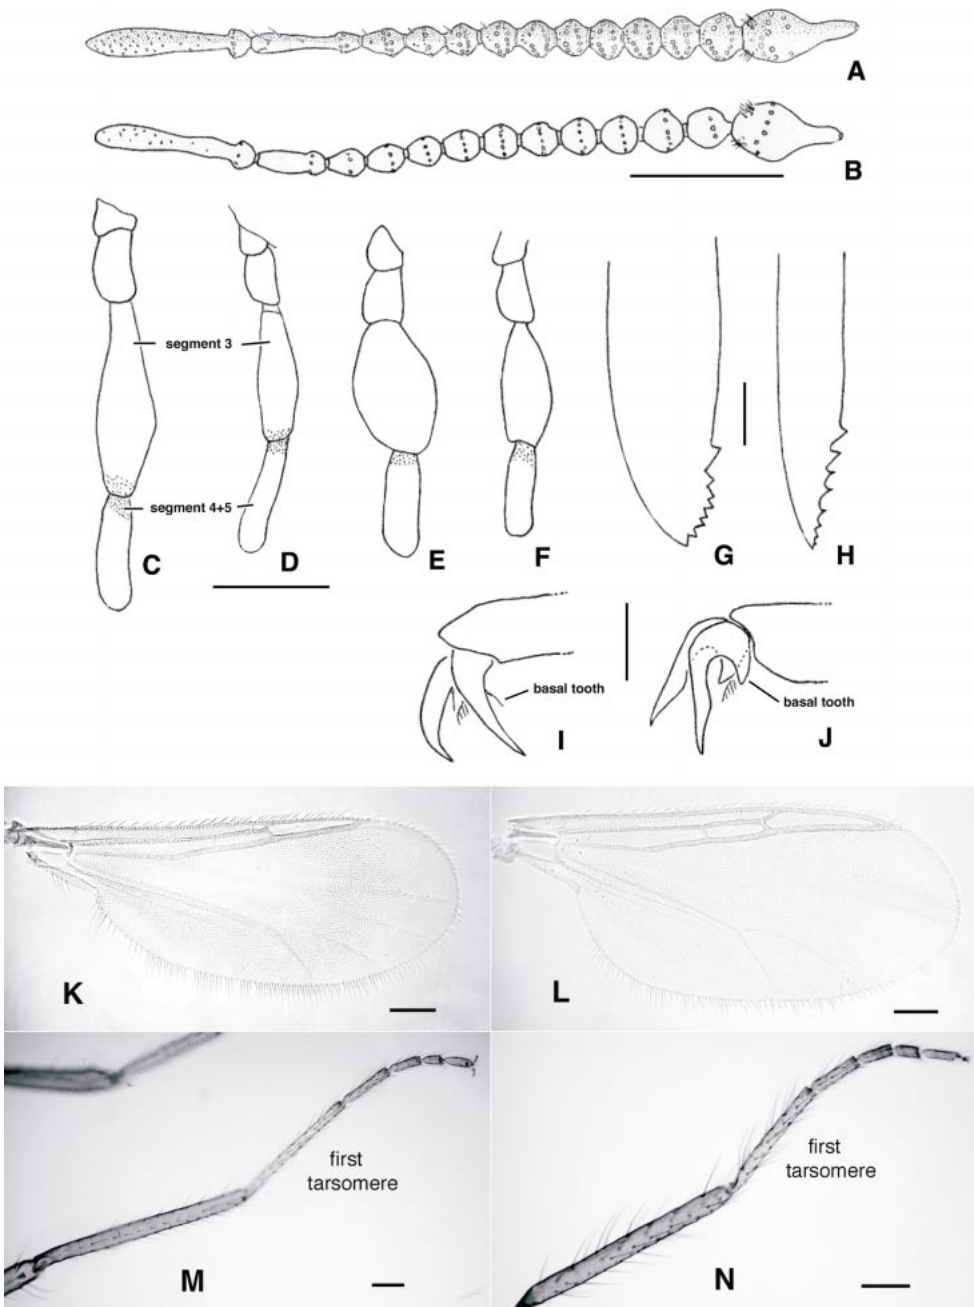 A
B
segment 3
segment 4+5
C
D
E
F
G
H
basal tooth
I
basal tooth
J
K
L
first
tarsomere
M
first
tarsomere
N